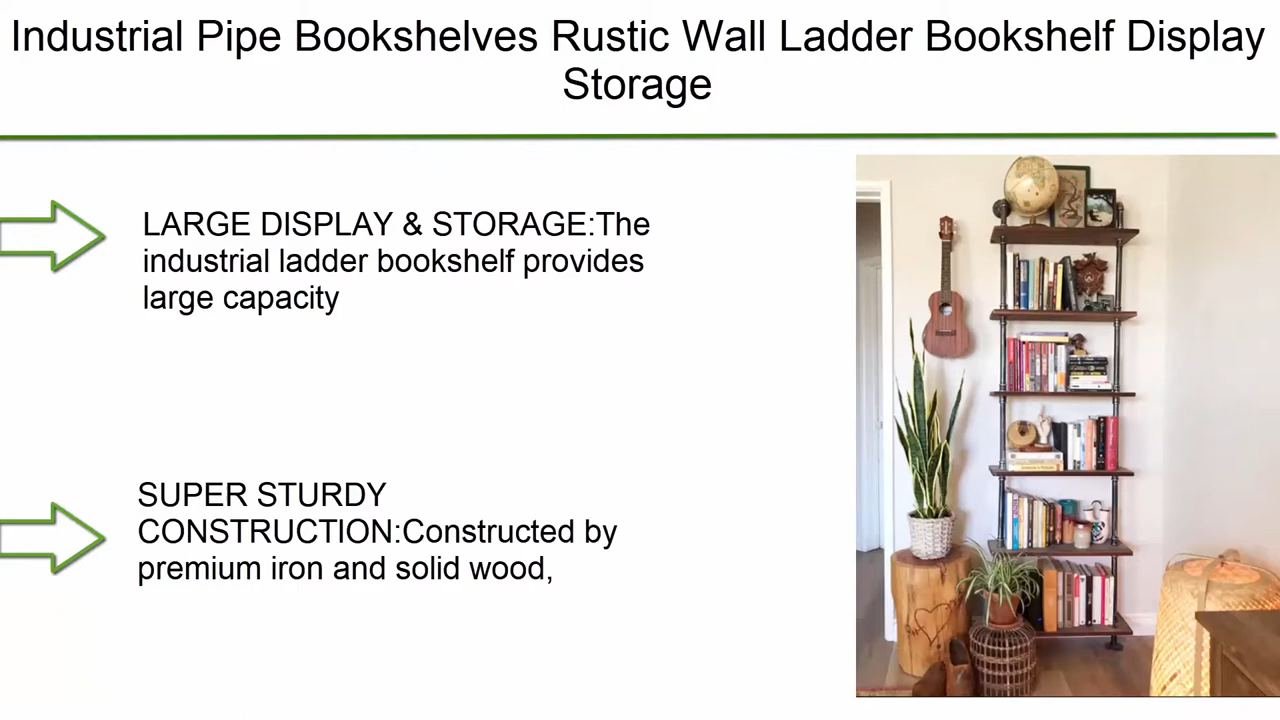 Industrial Pipe Bookshelves Rustic Wall Ladder Bookshelf Display
Storage
LARGE DISPLAY & STORAGE:The
industrial ladder bookshelf provides
large capacity
SUPER STURDY
CONSTRUCTION:Constructed by
premium iron and solid wood,